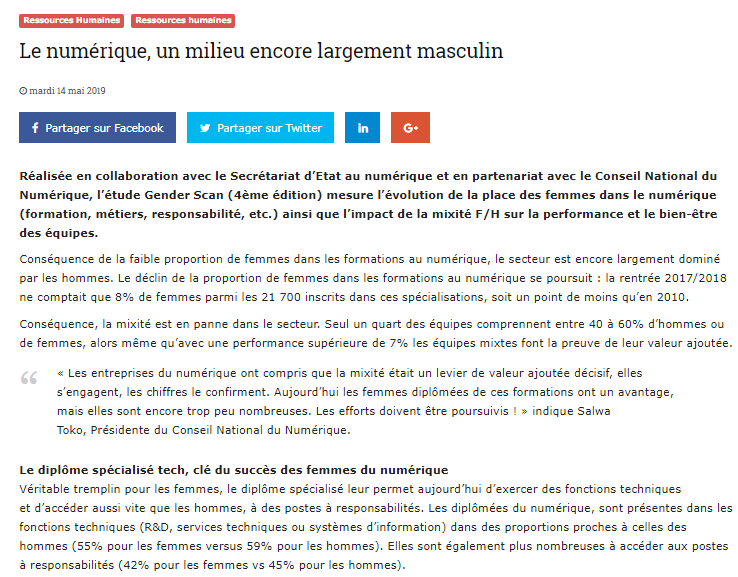 Ressources Humaines Ressources humaines
Le numérique, un milieu encore largement masculin
mardi 14 mai 2019
Partager sur Facebook Partager sur Twitter in G+
Réalisée en collaboration avec le Secrétariat d’Etat au numérique et en partenariat avec le Conseil National du
Numérique, l’étude Gender Scan (4ème édition) mesure l’évolution de la place des femmes dans le numérique
(formation, métiers, responsabilité, etc.) ainsi que l’impact de la mixité F/H sur la performance et le bien-être
des équipes.
Conséquence de la faible proportion de femmes dans les formations au numérique, le secteur est encore largement dominé
par les hommes. Le déclin de la proportion de femmes dans les formations au numérique se poursuit : la rentrée 2017/2018
ne comptait que 8% de femmes parmi les 21 700 inscrits dans ces spécialisations, soit un point de moins qu’en 2010.
Conséquence, la mixité est en panne dans le secteur. Seul un quart des équipes comprennent entre 40 à 60% d’hommes ou
de femmes, alors même qu’avec une performance supérieure de 7% les équipes mixtes font la preuve de leur valeur ajoutée.
« Les entreprises du numérique ont compris que la mixité était un levier de valeur ajoutée décisif, elles
s’engagent, les chiffres le confirment. Aujourd’hui les femmes diplômées de ces formations ont un avantage,
mais elles sont encore trop peu nombreuses. Les efforts doivent être poursuivis ! » indique Salwa
Toko, Présidente du Conseil National du Numérique.
Le diplôme spécialisé tech, clé du succès des femmes du numérique
Véritable tremplin pour les femmes, le diplôme spécialisé leur permet aujourd’hui d’exercer des fonctions techniques
et d’accéder aussi vite que les hommes, à des postes à responsabilités. Les diplômées du numérique, sont présentes dans les
fonctions techniques (R&D, services techniques ou systèmes d’information) dans des proportions proches à celles des
hommes (55% pour les femmes versus 59% pour les hommes). Elles sont également plus nombreuses à accéder aux postes
à responsabilités (42% pour les femmes vs 45% pour les hommes).